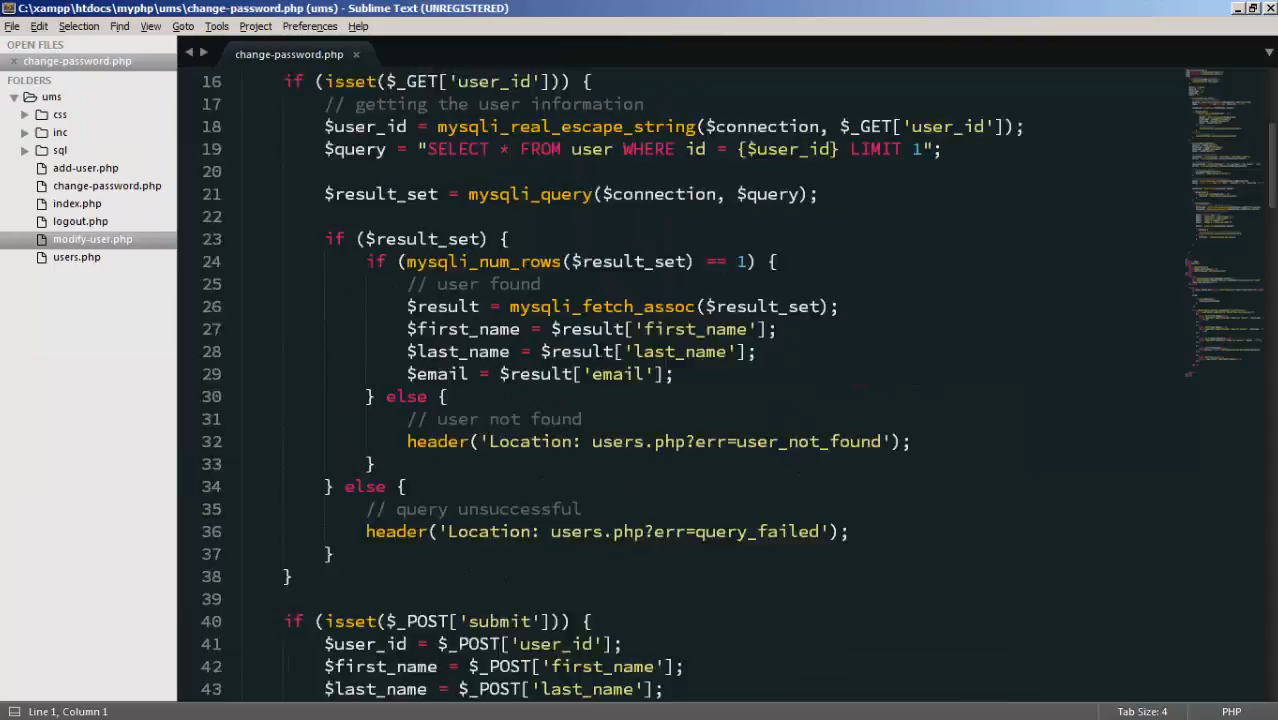 C:\xampp\htdocs\myphp\ums\change-password.php (ums) - Sublime Text (UNREGISTERED)
File Edit Selection Find View Goto Tools Project Preferences Help
OPEN FILES
change-password.php
FOLDERS
ums
css
inc
sql
add-user.php
change-password.php
index.php
logout.php
modify-user.php
users.php
change-password.php
16 if (isset($_GET['user_id'])) {
17 // getting the user information
18 $user_id = mysqli_real_escape_string($connection, $_GET['user_id']);
19 $query = "SELECT * FROM user WHERE id = {$user_id} LIMIT 1";
20
21 $result_set = mysqli_query($connection, $query);
22
23 if ($result_set) {
24 if (mysqli_num_rows($result_set) == 1) {
25 // user found
26 $result = mysqli_fetch_assoc($result_set);
27 $first_name = $result['first_name'];
28 $last_name = $result['last_name'];
29 $email = $result['email'];
30 } else {
31 // user not found
32 header('Location: users.php?err=user_not_found');
33 }
34 } else {
35 // query unsuccessful
36 header('Location: users.php?err=query_failed');
37 }
38 }
39
40 if (isset($_POST['submit'])) {
41 $user_id = $_POST['user_id'];
42 $first_name = $_POST['first_name'];
43 $last_name = $_POST['last_name'];
Line 1, Column 1
Tab Size: 4
PHP